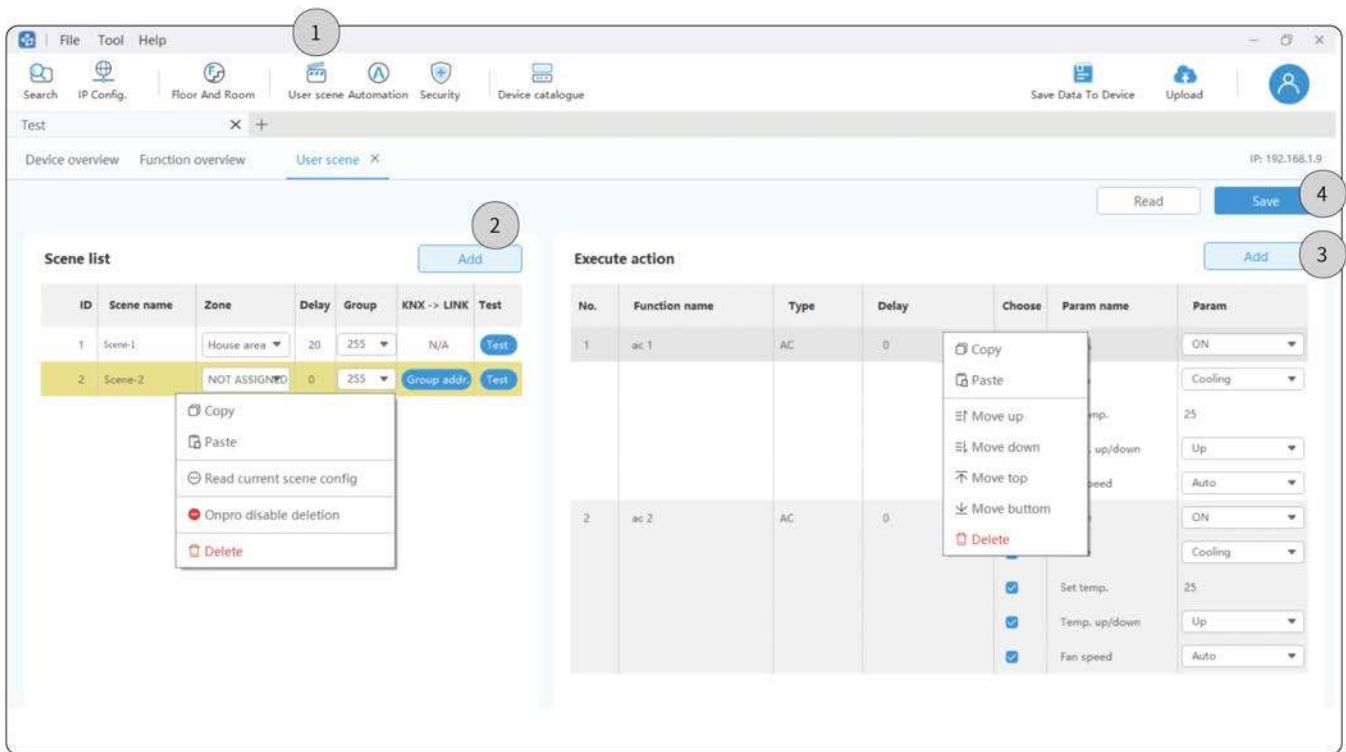 1
File Tool Help
Search IP Config. Floor And Room User scene Automation Security Device catalogue Save Data To Device Upload
Test
Device overview Function overview User scene IP: 192.168.1.9
Read Save 4
2
Scene list Add Execute action Add 3
ID Scene name Zone Delay Group KNX -> LINK Test No. Function name Type Delay Choose Param name Param
1 Scene-1 House area 20 255 N/A Test 1 ac 1 AC 0 ON
2 Scene-2 NOT ASSIGNED 0 255 Group addr. Test Cooling
Copy
Paste
Read current scene config
Onpro disable deletion
Delete
Copy
Paste
Move up
Move down
Move top
Move buttom
Delete
25
up/down Up
Auto
2 ac 2 AC 0 ON
Cooling
Set temp. 25
Temp. up/down Up
Fan speed Auto